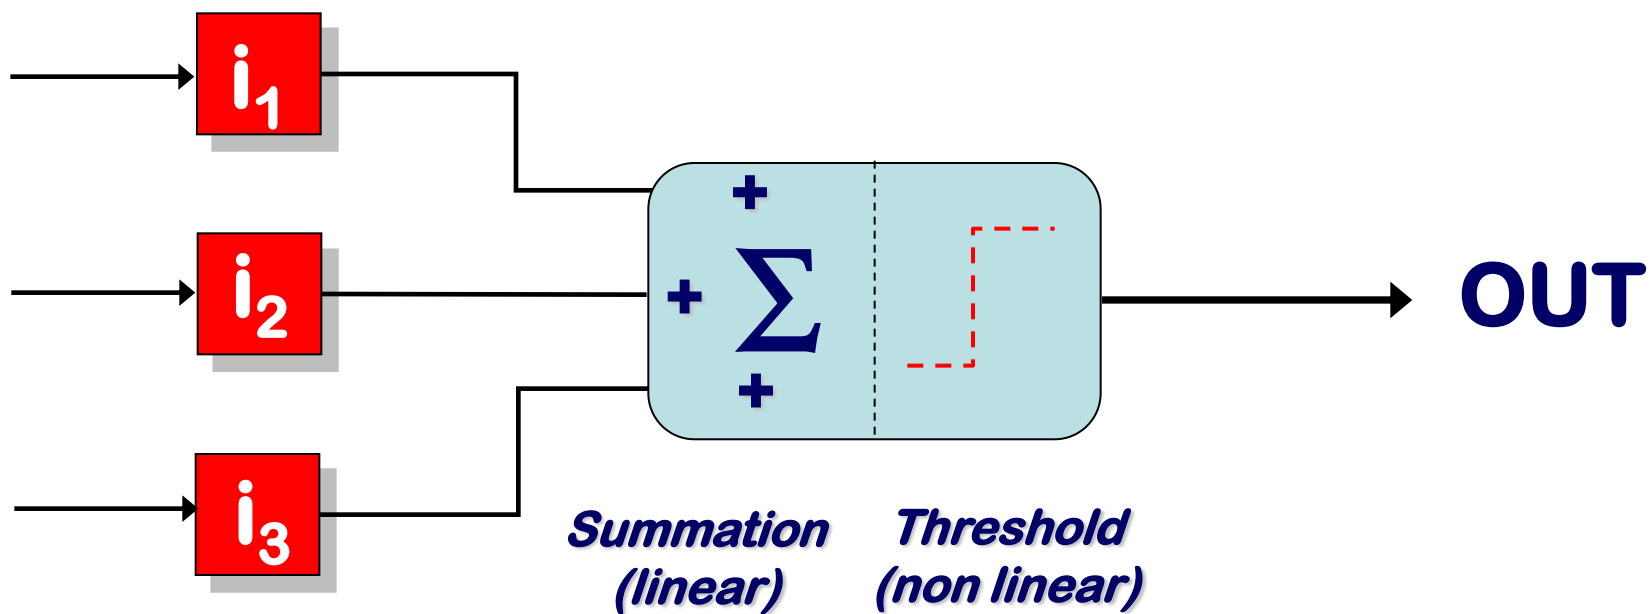 i1
+
i2
+ Σ
OUT
+
i3
Summation
(linear)
Threshold
(non linear)